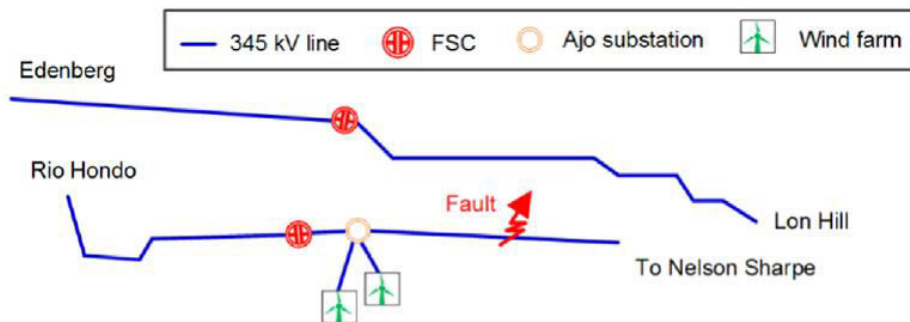 345 kV line FSC Ajo substation Wind farm
Edenberg
Rio Hondo
Fault
Lon Hill
To Nelson Sharpe